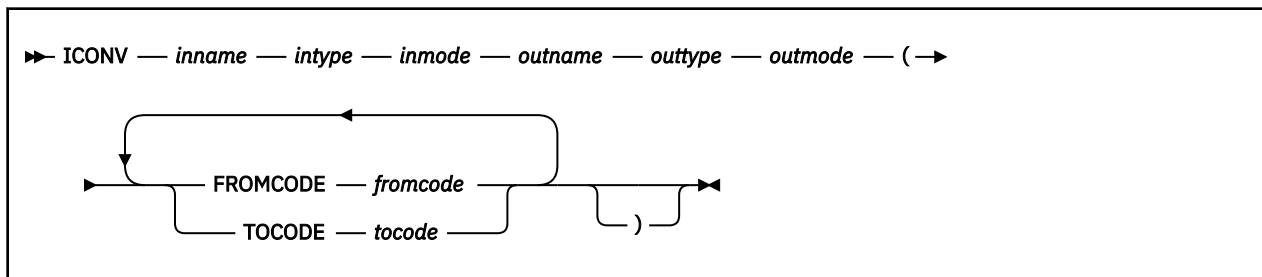 ICONV inname intype inmode outname outtype outmode (
FROMCODE fromcode
TOCODE tocode )